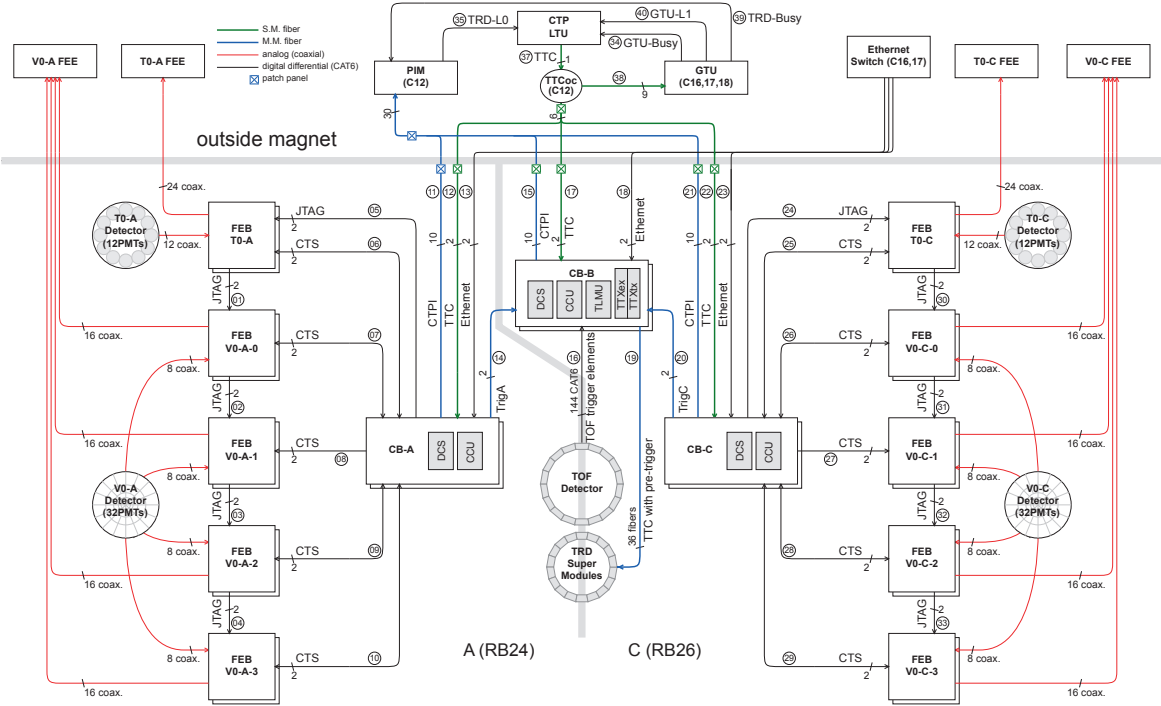 S.M. fiber
M.M. fiber
analog (coaxial)
digital differential (CAT6)
patch panel
V0-A FEE
T0-A FEE
35 TRD-L0
CTP
LTU
40 GTU-L1
39 TRD-Busy
34 GTU-Busy
37 TTC
1
PIM
(C12)
TTCoc
(C12)
38
9
GTU
(C16,17,18)
Ethernet
Switch (C16,17)
T0-C FEE
V0-C FEE
30
6
outside magnet
24 coax.
T0-A
Detector
(12PMTs)
12 coax.
FEB
T0-A
JTAG
2
05
CTS
2
06
JTAG
2
01
16 coax.
8 coax.
FEB
V0-A-0
CTS
2
07
JTAG
2
02
16 coax.
8 coax.
FEB
V0-A-1
CTS
2
08
V0-A
Detector
(32PMTs)
JTAG
2
03
8 coax.
16 coax.
FEB
V0-A-2
CTS
2
09
JTAG
2
04
8 coax.
16 coax.
FEB
V0-A-3
CTS
2
10
11
12
13
10
2
2
CTPI
TTC
Ethernet
CB-A
DCS
CCU
14
2
TrigA
15
17
18
10
CTPI
2
TTC
2
Ethernet
CB-B
DCS
CCU
TLMU
TTXex
TTXtx
16
144 CAT6
TOF trigger elements
19
36 fibers
TTC with pre-trigger
20
2
TrigC
TOF
Detector
TRD
Super
Modules
A (RB24)
C (RB26)
21
22
23
10
2
2
CTPI
TTC
Ethernet
CB-C
DCS
CCU
24
JTAG
2
25
CTS
2
FEB
T0-C
24 coax.
12 coax.
T0-C
Detector
(12PMTs)
JTAG
2
30
26
CTS
2
FEB
V0-C-0
16 coax.
8 coax.
JTAG
2
31
27
CTS
2
FEB
V0-C-1
16 coax.
8 coax.
V0-C
Detector
(32PMTs)
JTAG
2
32
28
CTS
2
FEB
V0-C-2
8 coax.
16 coax.
JTAG
2
33
29
CTS
2
FEB
V0-C-3
8 coax.
16 coax.